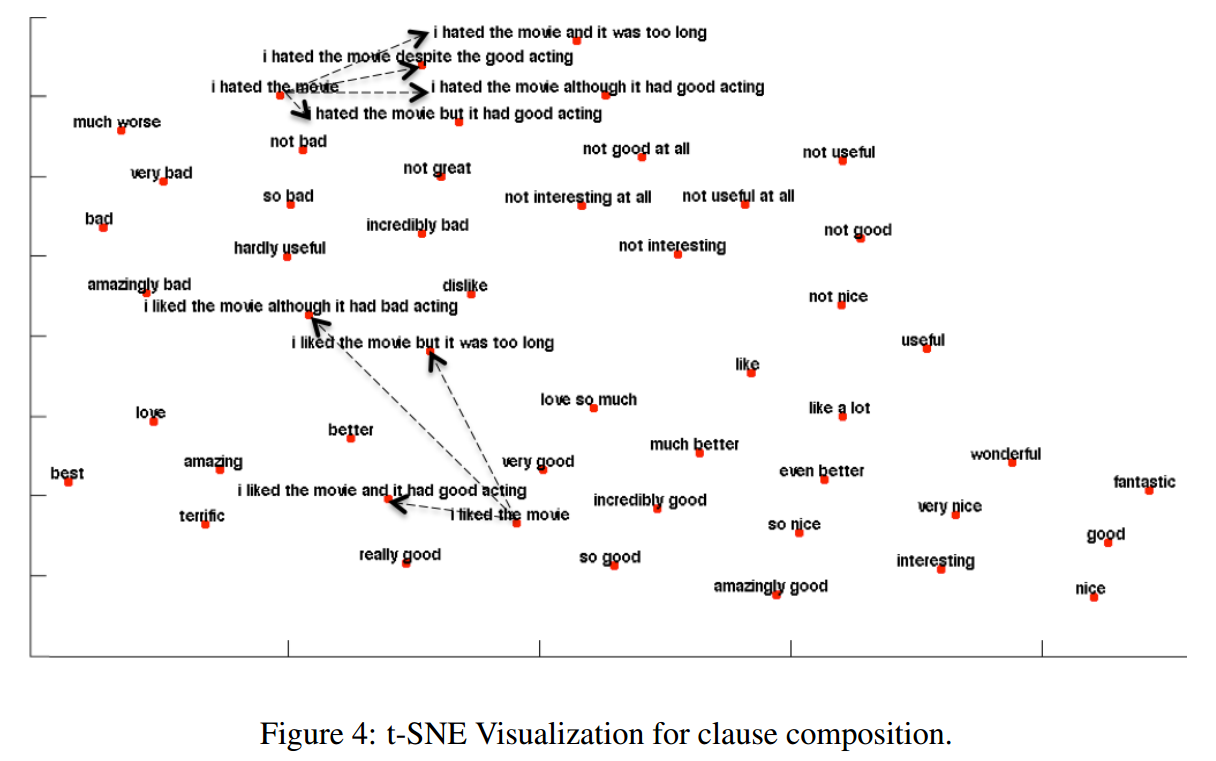 i hated the movie and it was too long
i hated the movie despite the good acting
i hated the movie
i hated the movie although it had good acting
i hated the movie but it had good acting
much worse
not bad
not good at all
not useful
very bad
not great
so bad
not interesting at all
not useful at all
bad
incredibly bad
not good
hardly useful
not interesting
amazingly bad
dislike
not nice
i liked the movie although it had bad acting
i liked the movie but it was too long
useful
like
love so much
like a lot
love
better
much better
wonderful
amazing
very good
even better
best
fantastic
i liked the movie and it had good acting
incredibly good
very nice
terrific
i liked the movie
so nice
good
really good
so good
interesting
amazingly good
nice
Figure 4: t-SNE Visualization for clause composition.